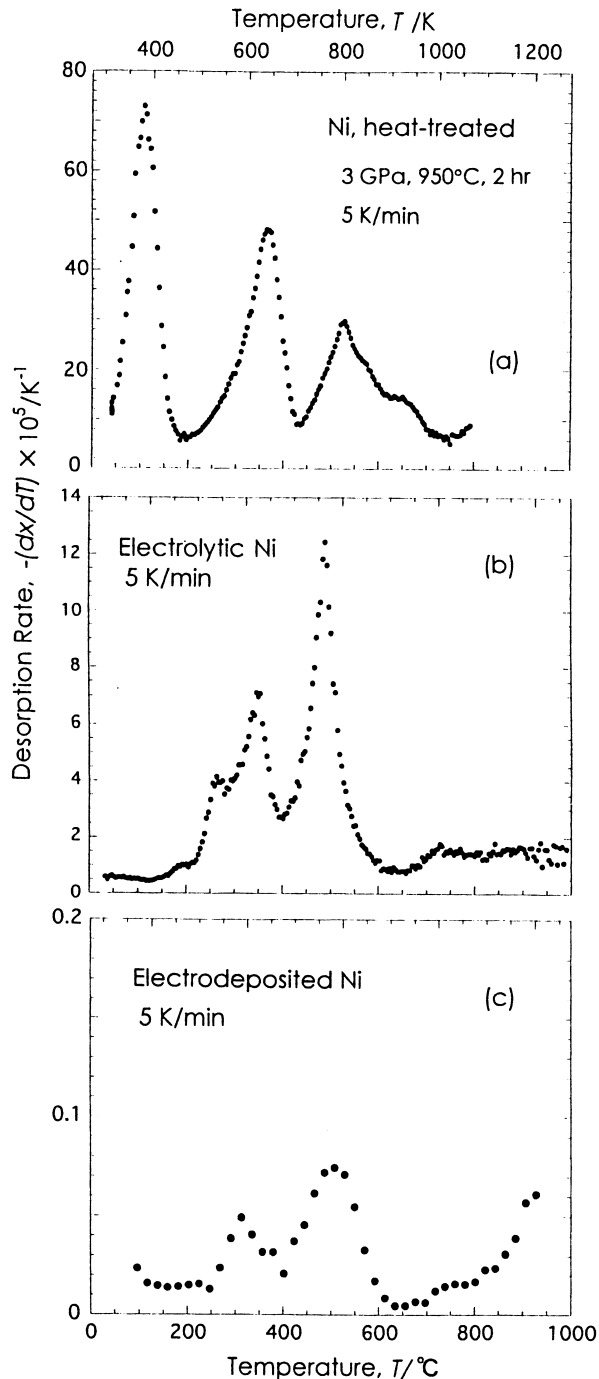 Temperature, T /K
400 600 800 1000 1200
80
60
40
20
0
Ni, heat-treated
3 GPa, 950°C, 2 hr
5 K/min
(a)
Desorption Rate, -(dx/dT) × 10⁵/K⁻¹
14
12
10
8
6
4
2
0
Electrolytic Ni
5 K/min
(b)
0.2
0.1
0
Electrodeposited Ni
5 K/min
(c)
0 200 400 600 800 1000
Temperature, T/°C